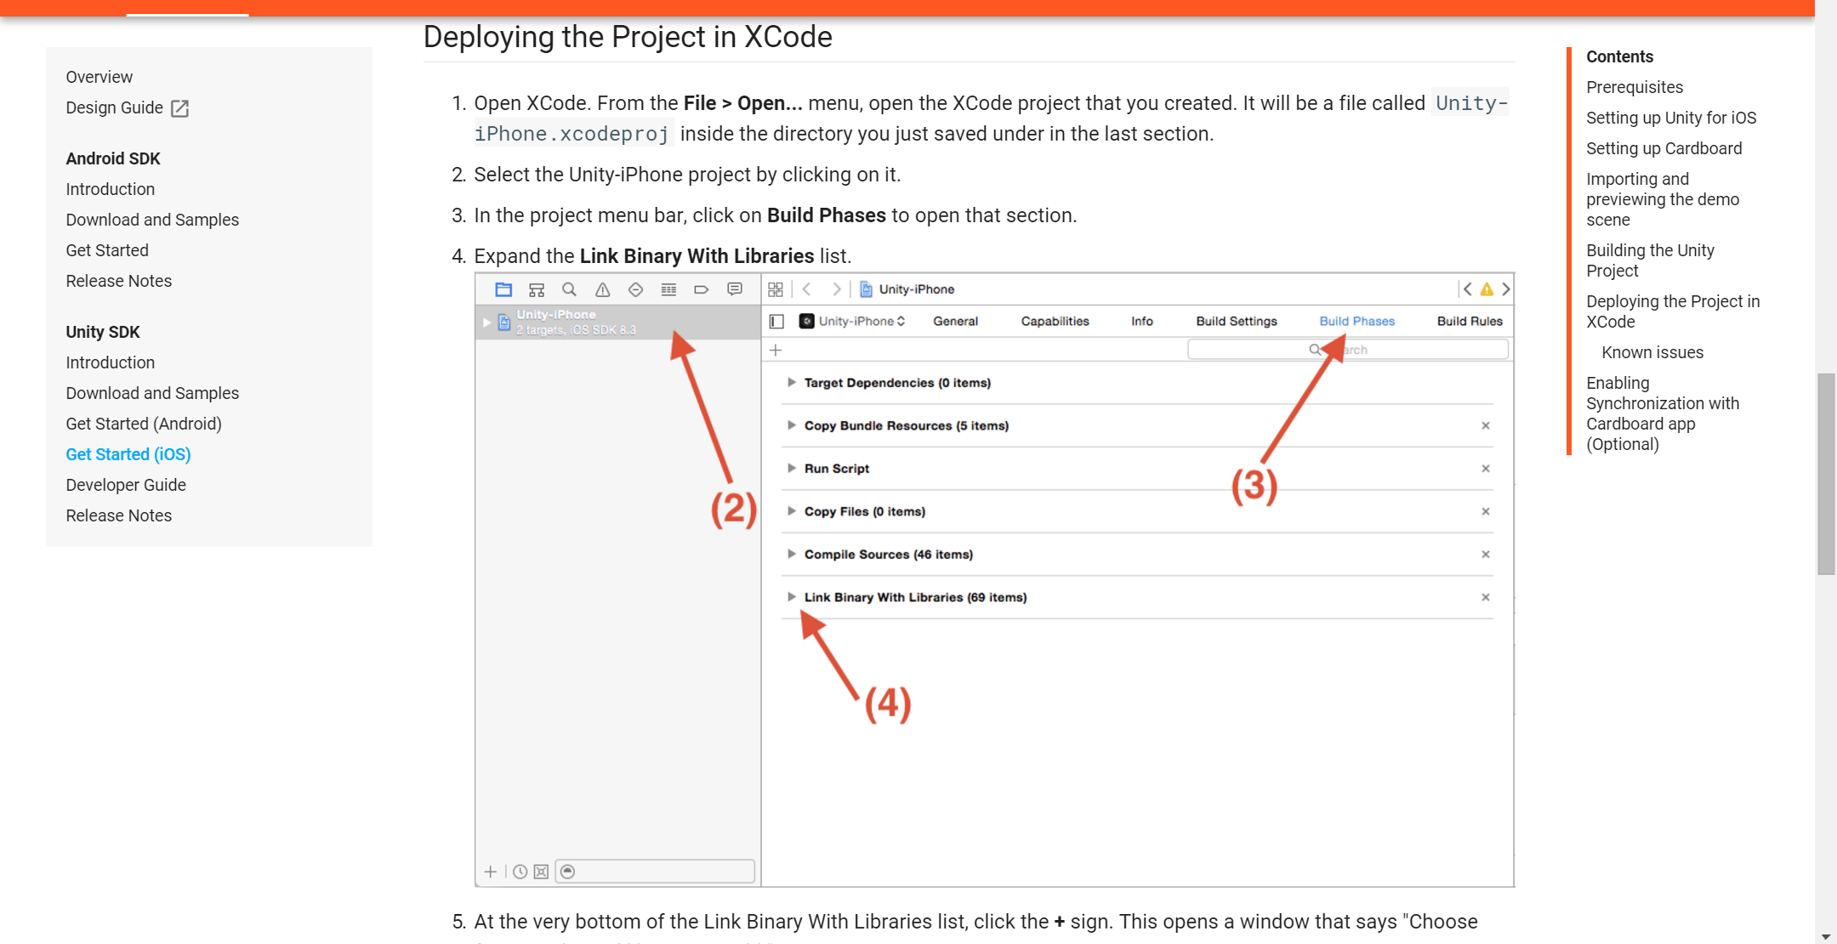 Deploying the Project in XCode
Overview
Design Guide
Android SDK
Introduction
Download and Samples
Get Started
Release Notes
Unity SDK
Introduction
Download and Samples
Get Started (Android)
Get Started (iOS)
Developer Guide
Release Notes
1. Open XCode. From the File > Open... menu, open the XCode project that you created. It will be a file called Unity-
iPhone.xcodeproj inside the directory you just saved under in the last section.
2. Select the Unity-iPhone project by clicking on it.
3. In the project menu bar, click on Build Phases to open that section.
4. Expand the Link Binary With Libraries list.
Unity-iPhone
Unity-iPhone
2 targets, iOS SDK 8.3
Unity-iPhone General Capabilities Info Build Settings Build Phases Build Rules
Target Dependencies (0 items)
Copy Bundle Resources (5 items)
Run Script
Copy Files (0 items)
Compile Sources (46 items)
Link Binary With Libraries (69 items)
(2)
(3)
(4)
5. At the very bottom of the Link Binary With Libraries list, click the + sign. This opens a window that says "Choose
Contents
Prerequisites
Setting up Unity for iOS
Setting up Cardboard
Importing and
previewing the demo
scene
Building the Unity
Project
Deploying the Project in
XCode
Known issues
Enabling
Synchronization with
Cardboard app
(Optional)